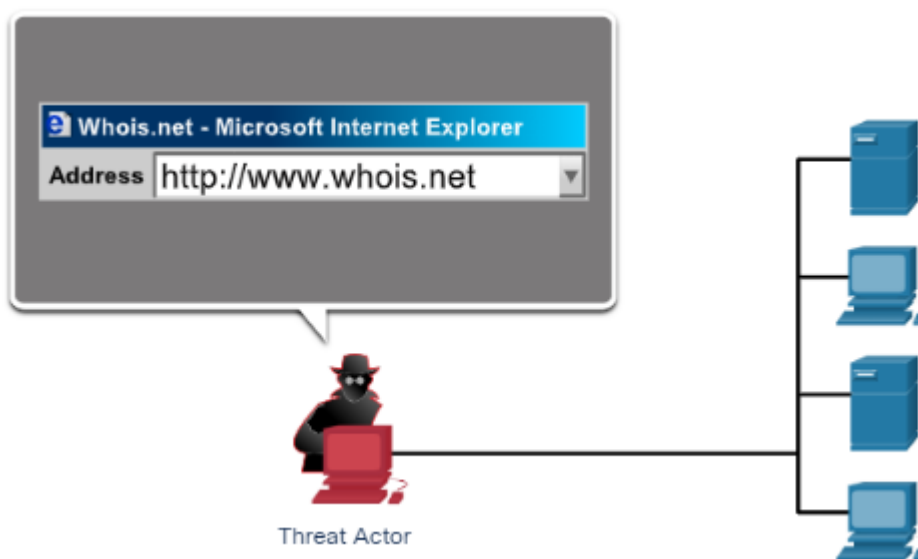 Whois.net - Microsoft Internet Explorer
Address http://www.whois.net
Threat Actor